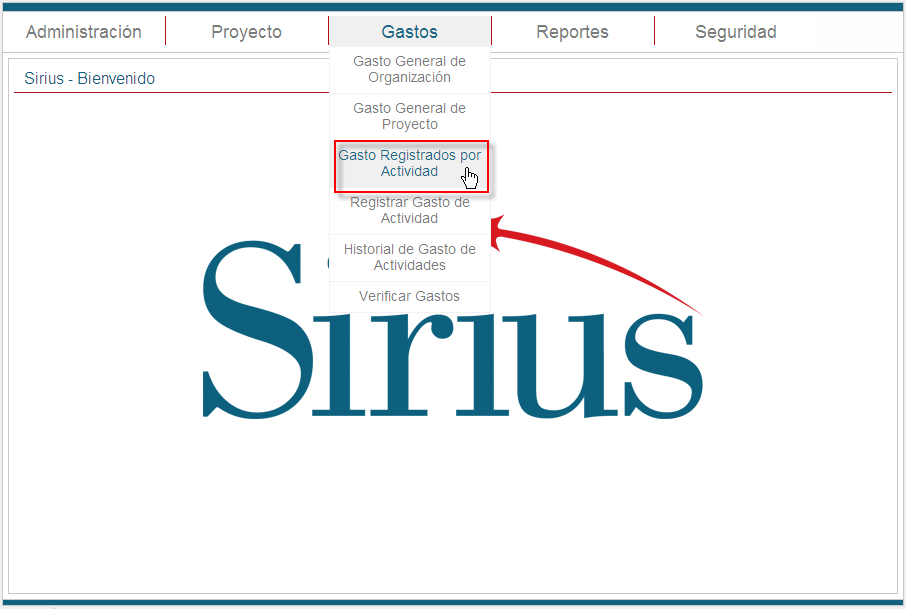 Administración
Proyecto
Gastos
Reportes
Seguridad
Gasto General de
Organización
Gasto General de
Proyecto
Gasto Registrados por
Actividad
Registrar Gasto de
Actividad
Historial de Gasto de
Actividades
Verificar Gastos
Sirius - Bienvenido
Sirius